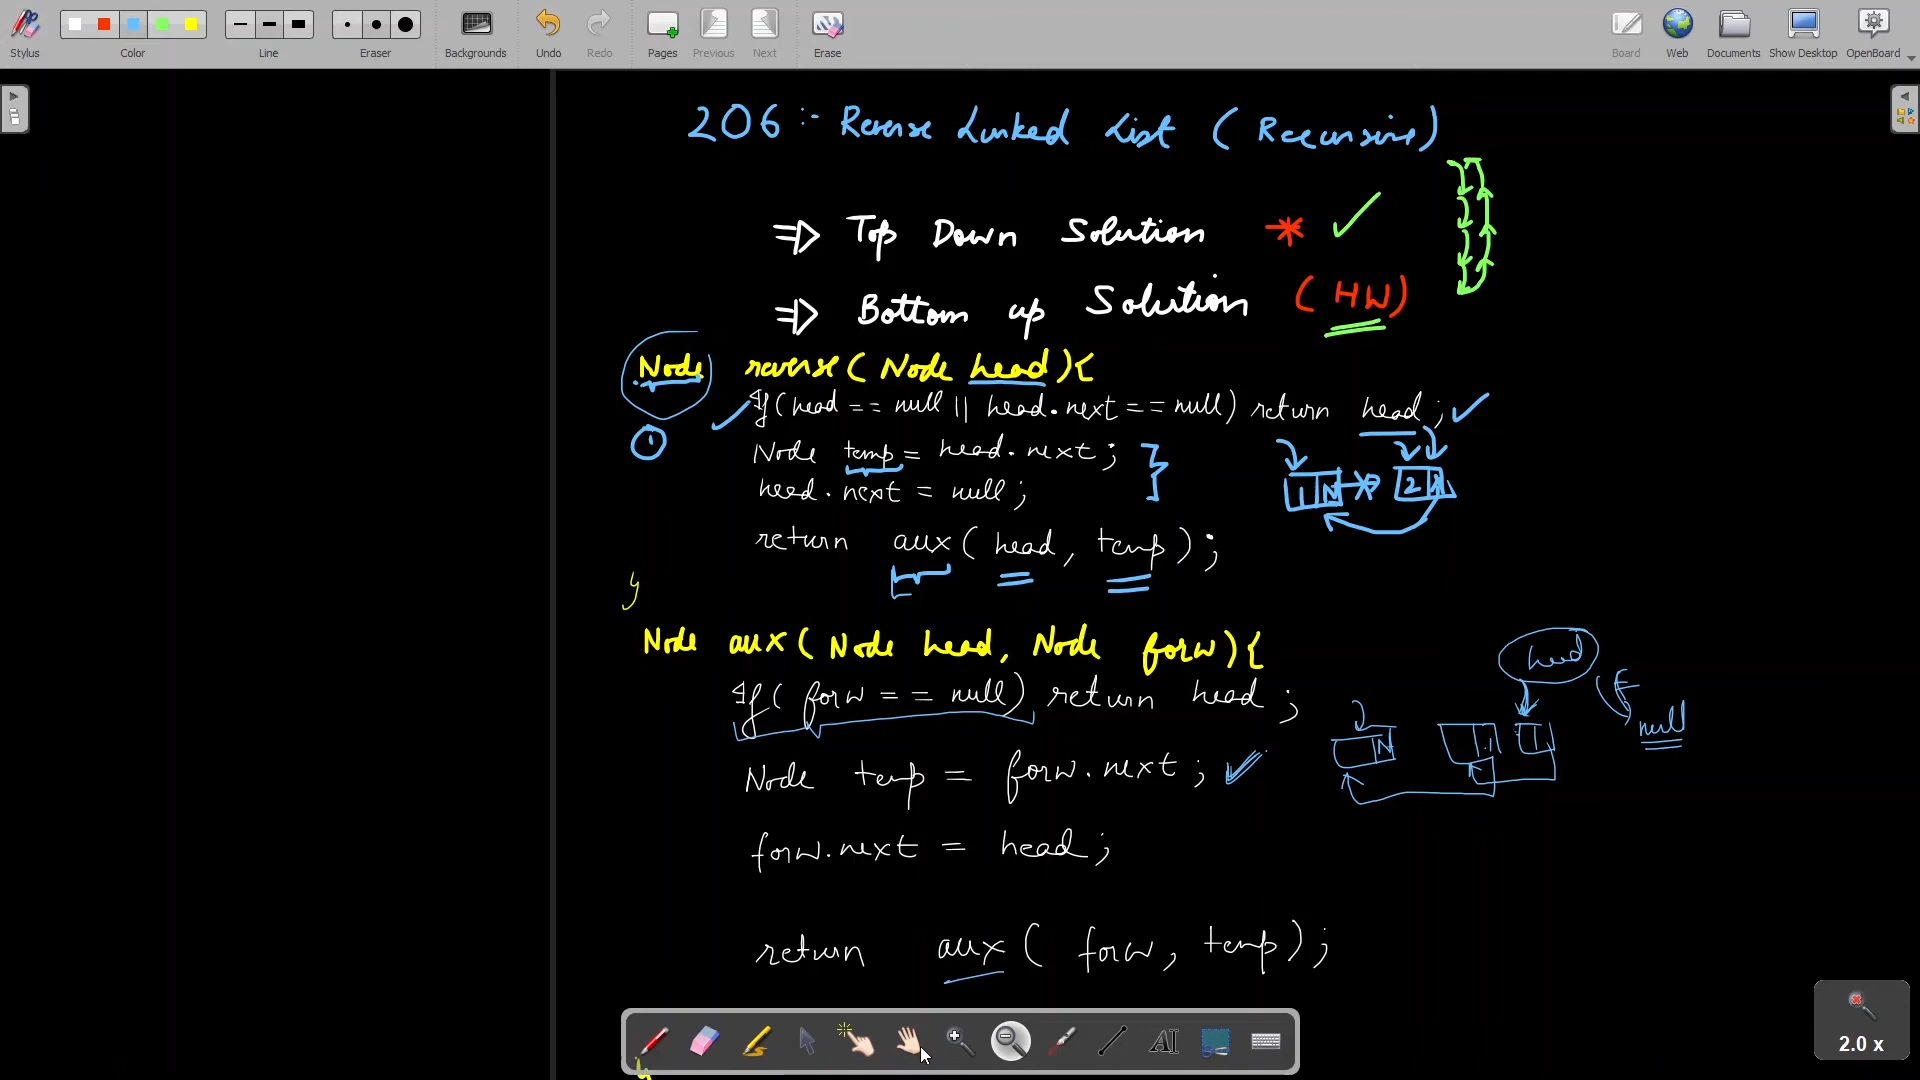 Stylus Color Line Eraser Backgrounds Undo Redo Pages Previous Next Erase Board Web Documents Show Desktop OpenBoard
206 :- Reverse Linked List ( Recursive)
=> Top Down Solution * ✓
=> Bottom up Solution (HW)
Node reverse( Node head ){
If( head == null || head.next == null) return head ;
1
Node temp = head.next ;
head.next = null ;
1 N 2
return aux ( head , temp ) ;
}
Node aux ( Node head, Node forw ){
If( forw == null) return head ;
head
null
N
Node temp = forw.next ;
forw.next = head ;
return aux ( forw , temp ) ;
2.0 x